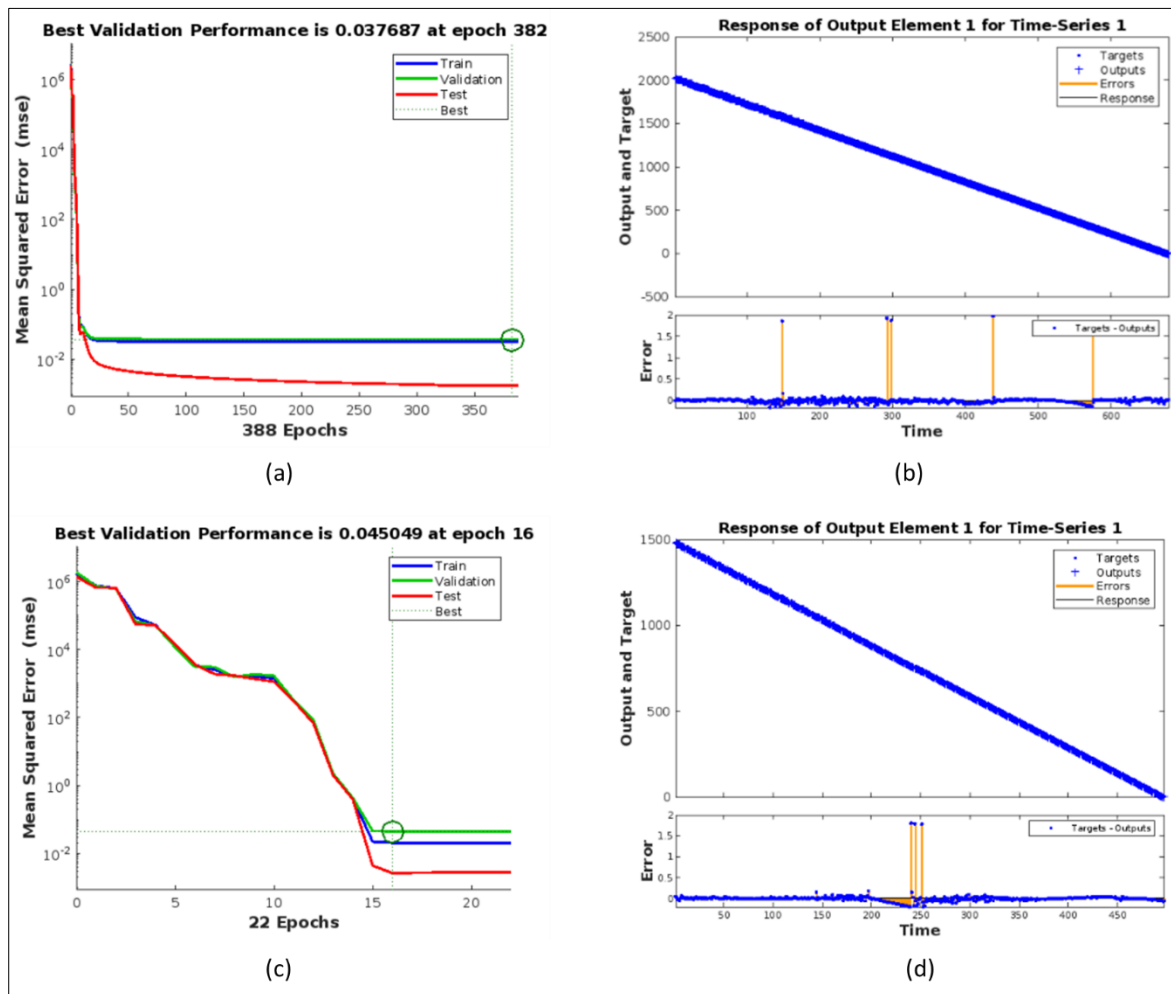 Best Validation Performance is 0.037687 at epoch 382
Mean Squared Error (mse)
10^6
10^4
10^2
10^0
10^-2
Train
Validation
Test
Best
0 50 100 150 200 250 300 350
388 Epochs
(a)
Response of Output Element 1 for Time-Series 1
Output and Target
2500
2000
1500
1000
500
0
-500
Targets
Outputs
Errors
Response
Error
2
1.5
1
0.5
0
Targets - Outputs
100 200 300 400 500 600
Time
(b)
Best Validation Performance is 0.045049 at epoch 16
Mean Squared Error (mse)
10^6
10^4
10^2
10^0
10^-2
Train
Validation
Test
Best
0 5 10 15 20
22 Epochs
(c)
Response of Output Element 1 for Time-Series 1
Output and Target
1500
1000
500
0
Targets
Outputs
Errors
Response
Error
2
1.5
1
0.5
0
Targets - Outputs
50 100 150 200 250 300 350 400 450
Time
(d)